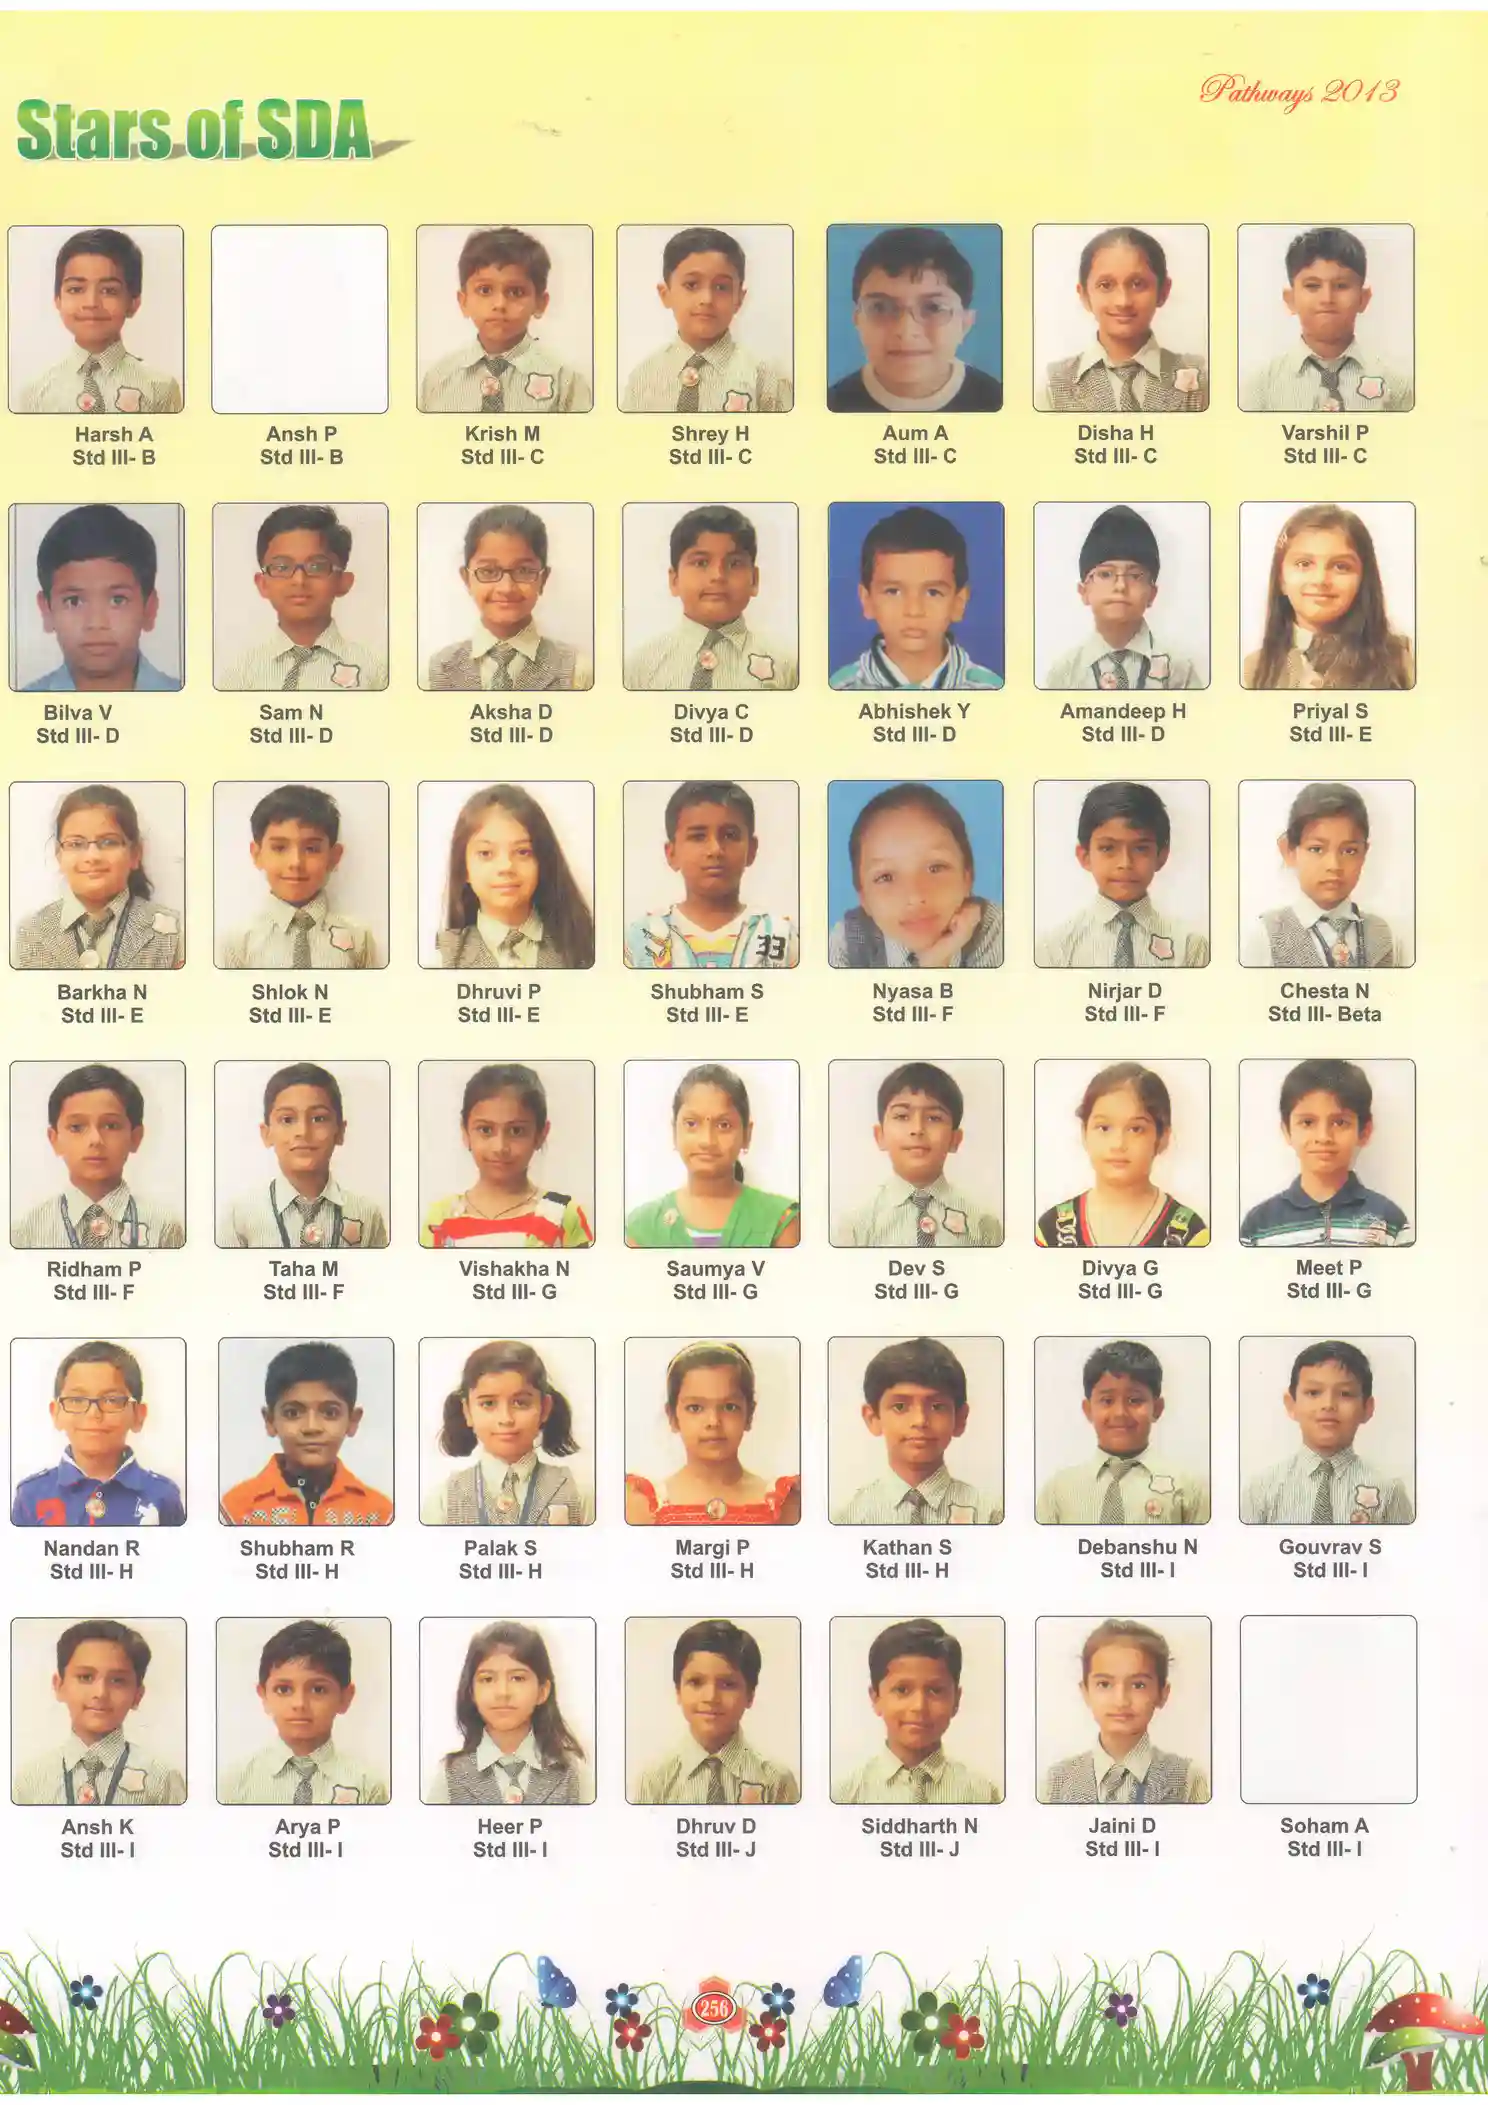 Pathways 2013
Stars of SDA
Harsh A
Std III- B
Ansh P
Std III- B
Krish M
Std III- C
Shrey H
Std III- C
Aum A
Std III- C
Disha H
Std III- C
Varshil P
Std III- C
Bilva V
Std III- D
Sam N
Std III- D
Aksha D
Std III- D
Divya C
Std III- D
Abhishek Y
Std III- D
Amandeep H
Std III- D
Priyal S
Std III- E
Barkha N
Std III- E
Shlok N
Std III- E
Dhruvi P
Std III- E
Shubham S
Std III- E
Nyasa B
Std III- F
Nirjar D
Std III- F
Chesta N
Std III- Beta
33
Ridham P
Std III- F
Taha M
Std III- F
Vishakha N
Std III- G
Saumya V
Std III- G
Dev S
Std III- G
Divya G
Std III- G
Meet P
Std III- G
Nandan R
Std III- H
Shubham R
Std III- H
Palak S
Std III- H
Margi P
Std III- H
Kathan S
Std III- H
Debanshu N
Std III- I
Gouvrav S
Std III- I
Ansh K
Std III- I
Arya P
Std III- I
Heer P
Std III- I
Dhruv D
Std III- J
Siddharth N
Std III- J
Jaini D
Std III- I
Soham A
Std III- I
256